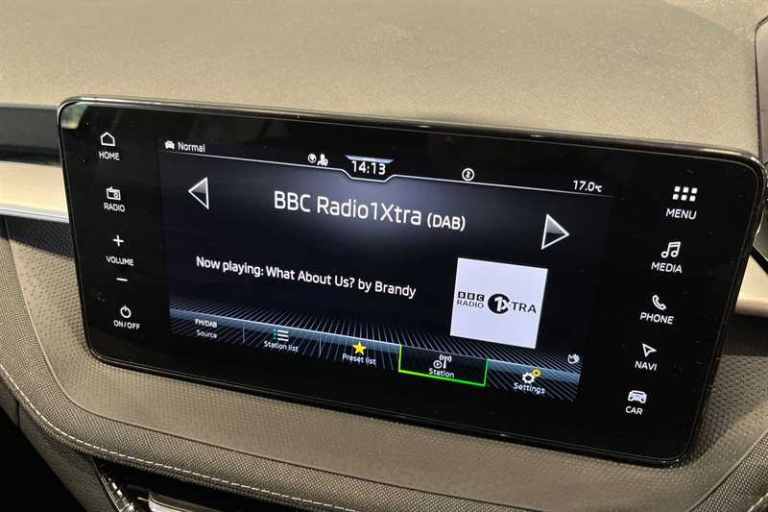 HOME
RADIO
VOLUME
ON/OFF
Normal
14:13
17.0°C
BBC Radio1Xtra (DAB)
Now playing: What About Us? by Brandy
BBC
RADIO 1XTRA
FM/DAB
Source
Station list
Preset list
Station
Settings
MENU
MEDIA
PHONE
NAVI
CAR